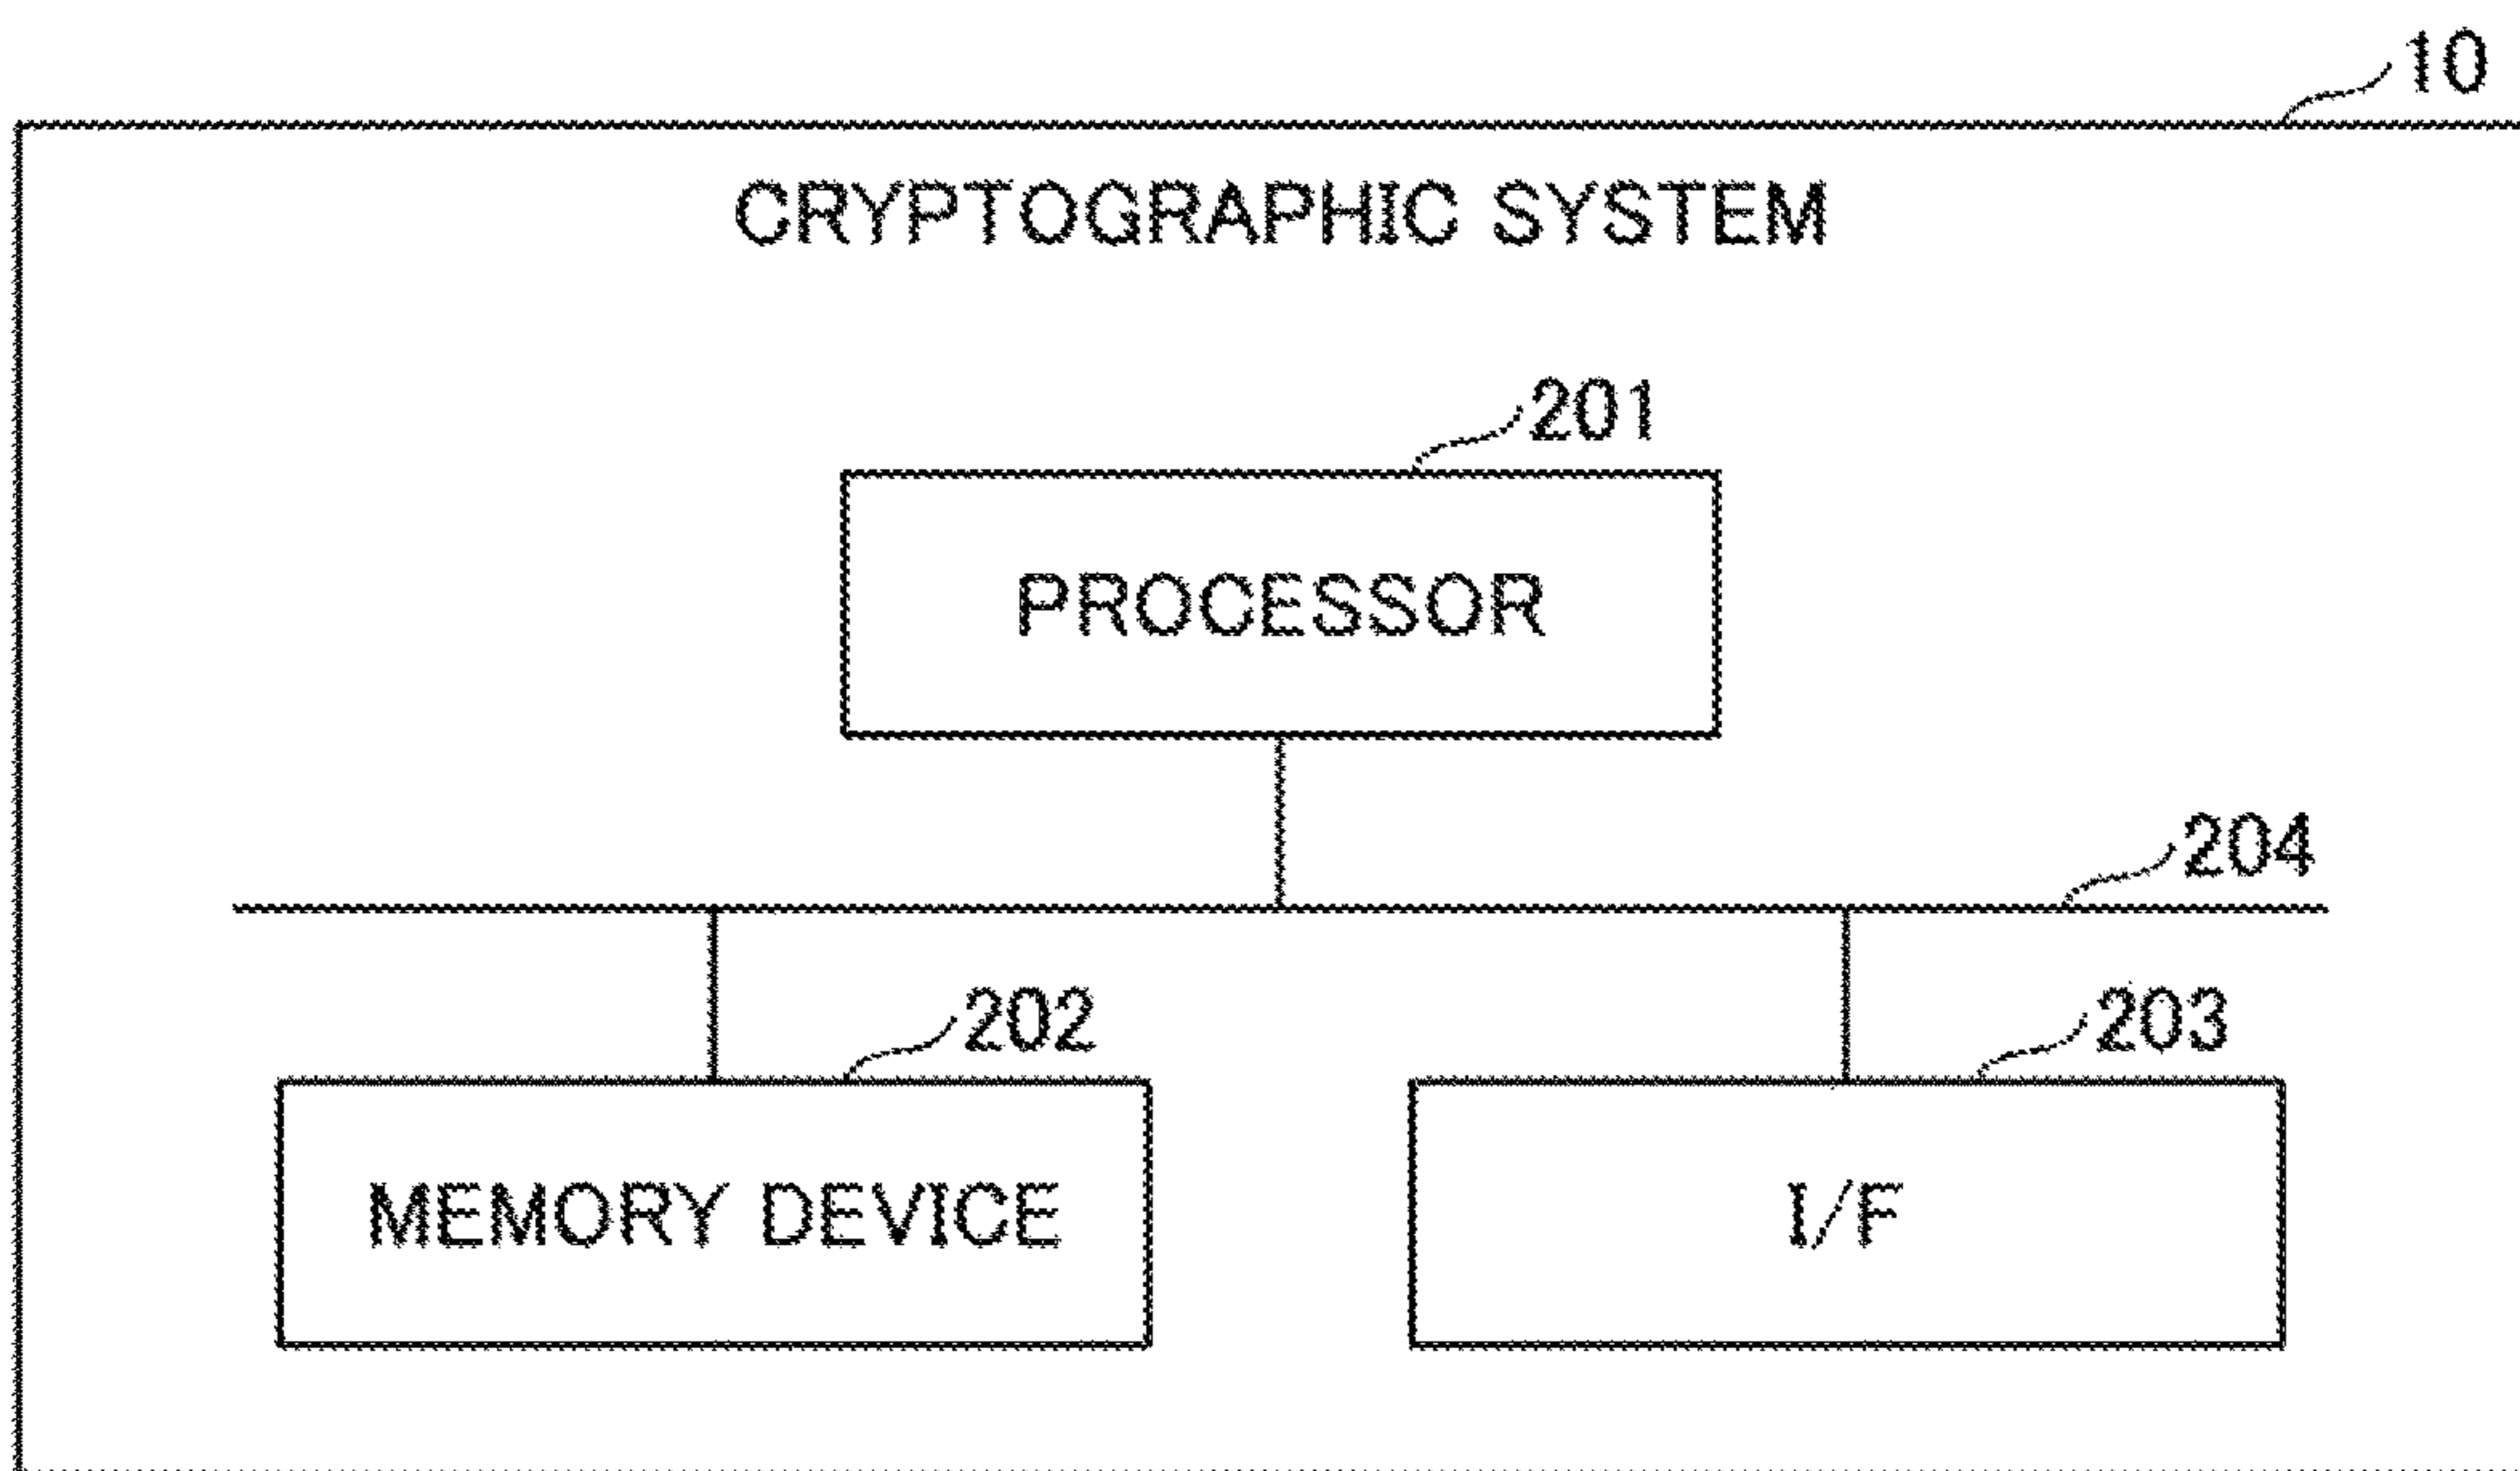 10
CRYPTOGRAPHIC SYSTEM
201
PROCESSOR
204
202
203
MEMORY DEVICE
I/F